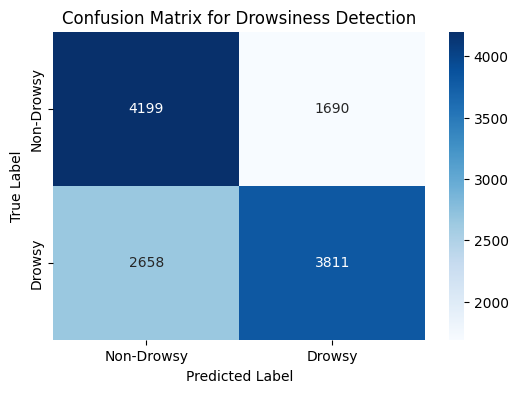 Confusion Matrix for Drowsiness Detection
True Label
Non-Drowsy
4199
1690
Drowsy
2658
3811
Non-Drowsy
Drowsy
Predicted Label
4000
3500
3000
2500
2000